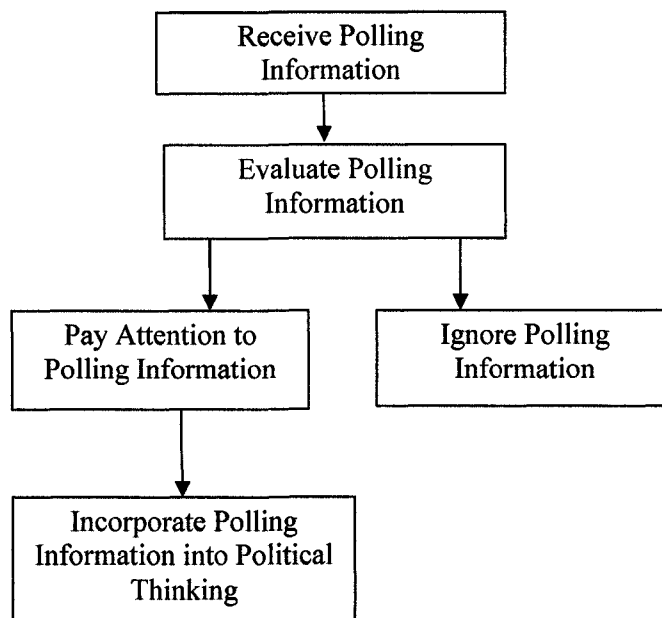 Receive Polling
Information
Evaluate Polling
Information
Pay Attention to
Polling Information
Ignore Polling
Information
Incorporate Polling
Information into Political
Thinking